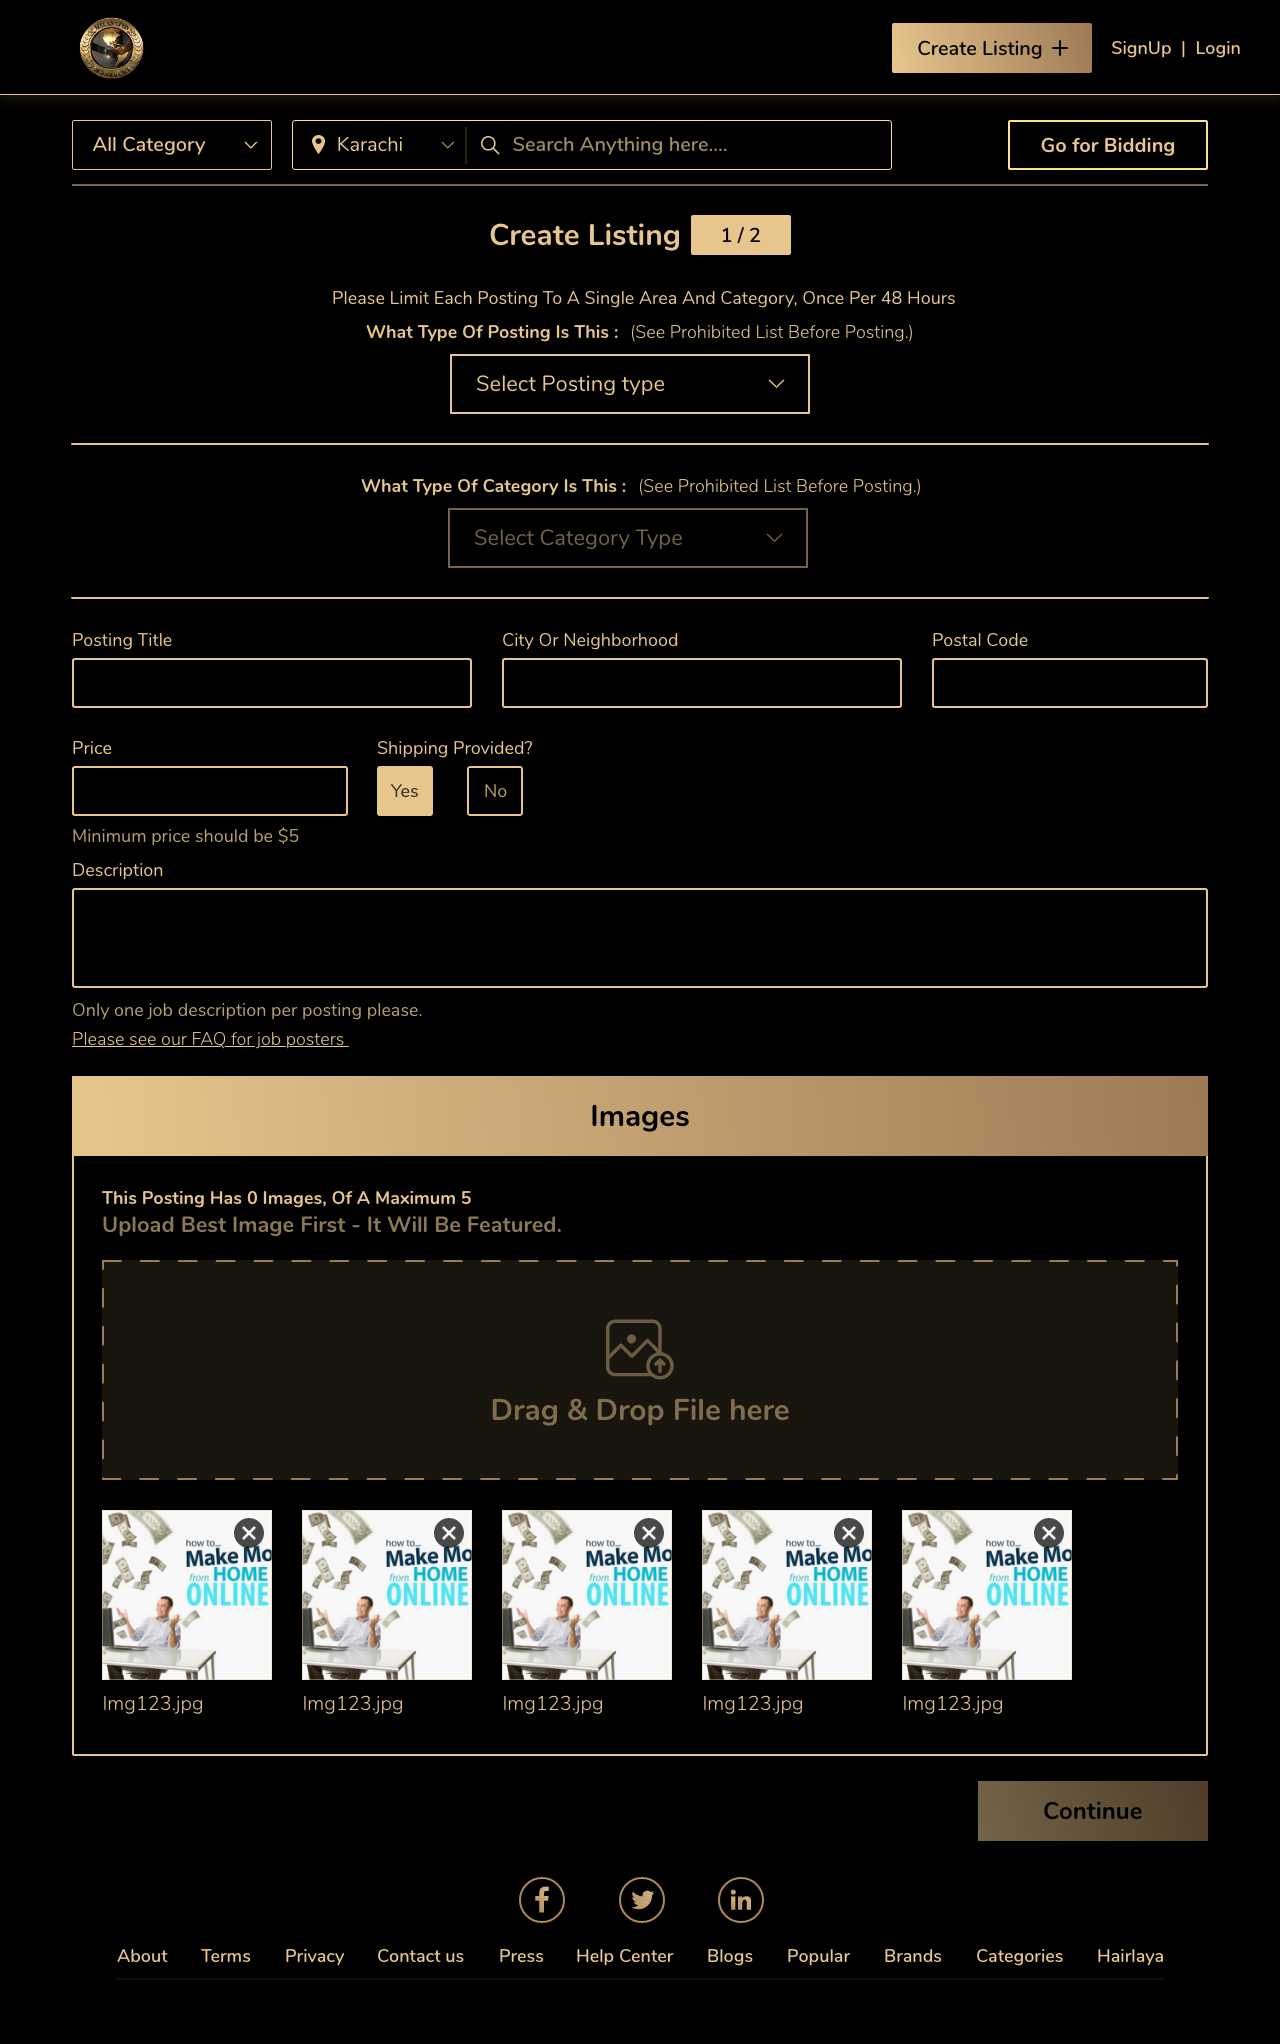 Create Listing +
SignUp | Login
All Category
Karachi
Search Anything here....
Go for Bidding
Create Listing
1 / 2
Please Limit Each Posting To A Single Area And Category, Once Per 48 Hours
What Type Of Posting Is This : (See Prohibited List Before Posting.)
Select Posting type
What Type Of Category Is This : (See Prohibited List Before Posting.)
Select Category Type
Posting Title
City Or Neighborhood
Postal Code
Price
Shipping Provided?
Yes
No
Minimum price should be $5
Description
Only one job description per posting please.
Please see our FAQ for job posters
Images
This Posting Has 0 Images, Of A Maximum 5
Upload Best Image First - It Will Be Featured.
Drag & Drop File here
how to...
Make Mo
from HOME
ONLINE
how to...
Make Mo
from HOME
ONLINE
how to...
Make Mo
from HOME
ONLINE
how to...
Make Mo
from HOME
ONLINE
how to...
Make Mo
from HOME
ONLINE
Img123.jpg
Img123.jpg
Img123.jpg
Img123.jpg
Img123.jpg
Continue
About Terms Privacy Contact us Press Help Center Blogs Popular Brands Categories Hairlaya